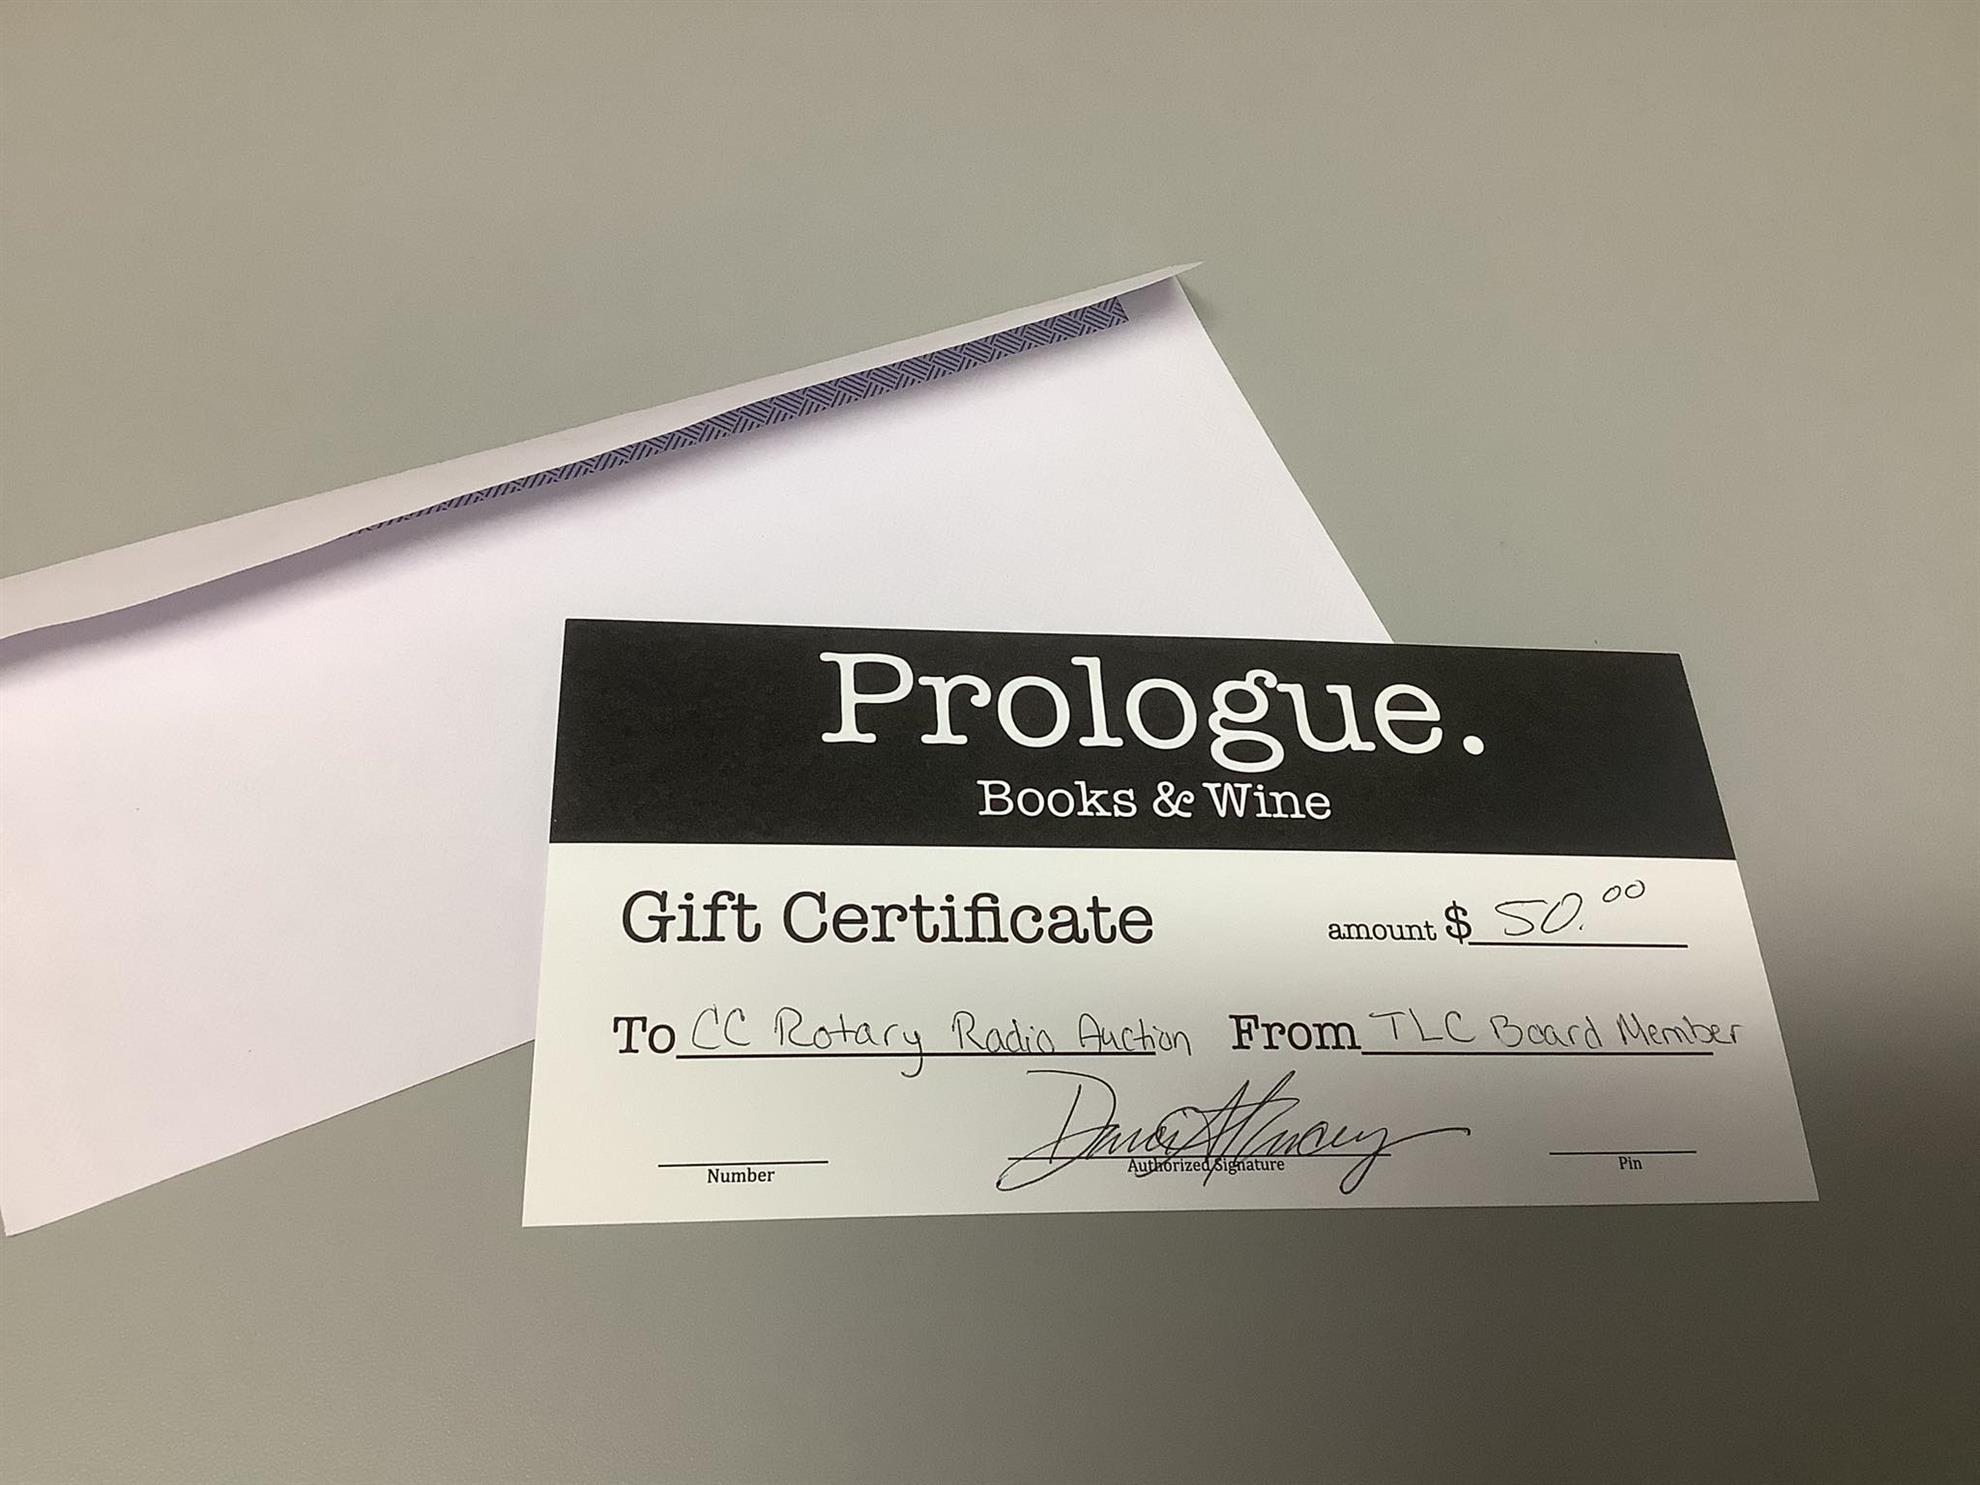 Prologue.
Books & Wine
Gift Certificate amount $ 50.00
To CC Rotary Radio Auction From TLC Board Member
Number Authorized Signature Pin